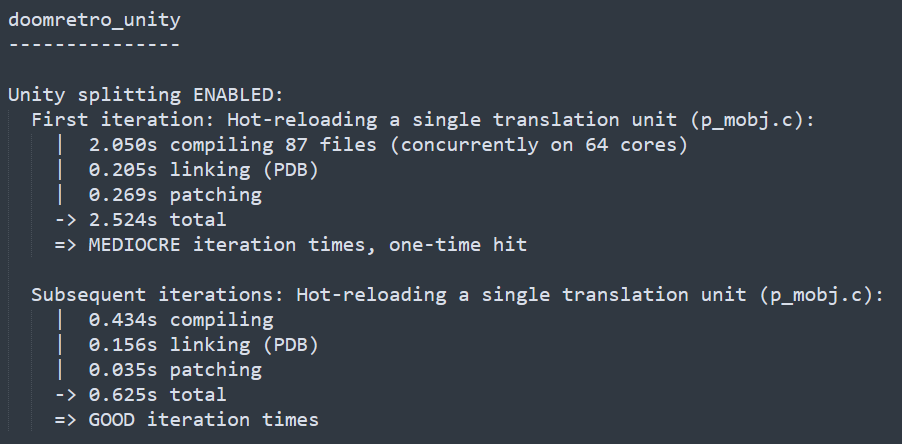 doomretro_unity
---------------
Unity splitting ENABLED:
First iteration: Hot-reloading a single translation unit (p_mobj.c):
| 2.050s compiling 87 files (concurrently on 64 cores)
| 0.205s linking (PDB)
| 0.269s patching
-> 2.524s total
=> MEDIOCRE iteration times, one-time hit
Subsequent iterations: Hot-reloading a single translation unit (p_mobj.c):
| 0.434s compiling
| 0.156s linking (PDB)
| 0.035s patching
-> 0.625s total
=> GOOD iteration times